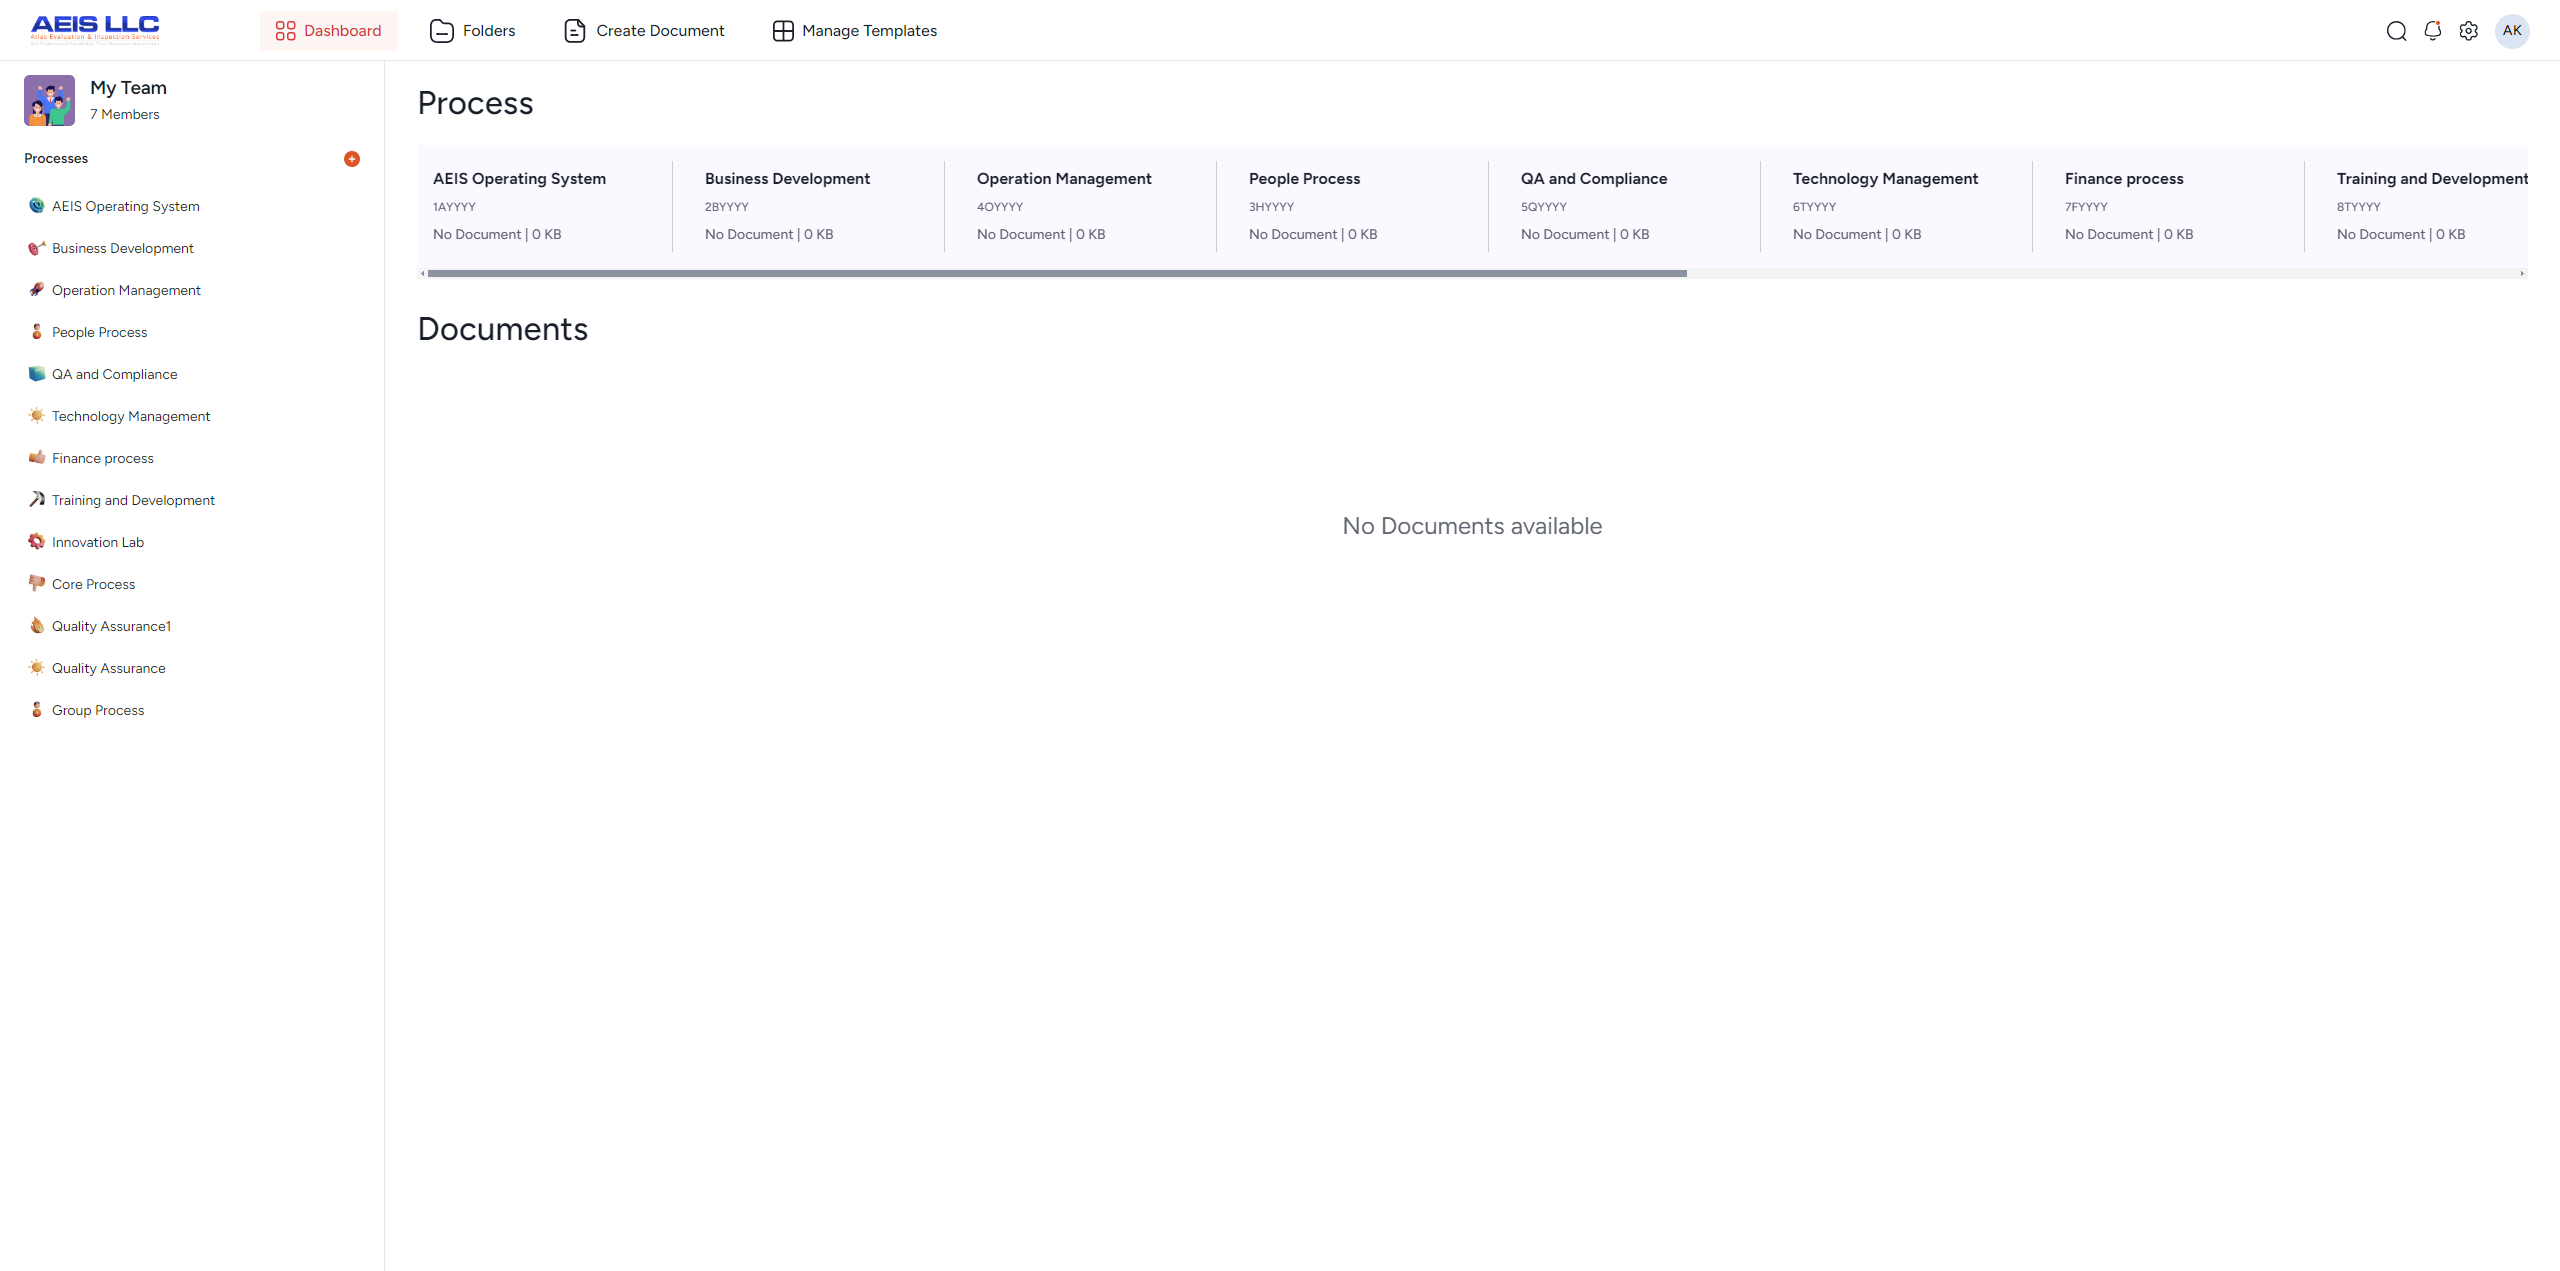 AEIS LLC
Atlas Evaluation & Inspection Services
Dashboard
Folders
Create Document
Manage Templates
AK
My Team
7 Members
Processes
AEIS Operating System
Business Development
Operation Management
People Process
QA and Compliance
Technology Management
Finance process
Training and Development
Innovation Lab
Core Process
Quality Assurance1
Quality Assurance
Group Process
Process
AEIS Operating System
1AYYYY
No Document | 0 KB
Business Development
2BYYYY
No Document | 0 KB
Operation Management
4OYYYY
No Document | 0 KB
People Process
3HYYYY
No Document | 0 KB
QA and Compliance
5QYYYY
No Document | 0 KB
Technology Management
6TYYYY
No Document | 0 KB
Finance process
7FYYYY
No Document | 0 KB
Training and Development
8TYYYY
No Document | 0 KB
Documents
No Documents available